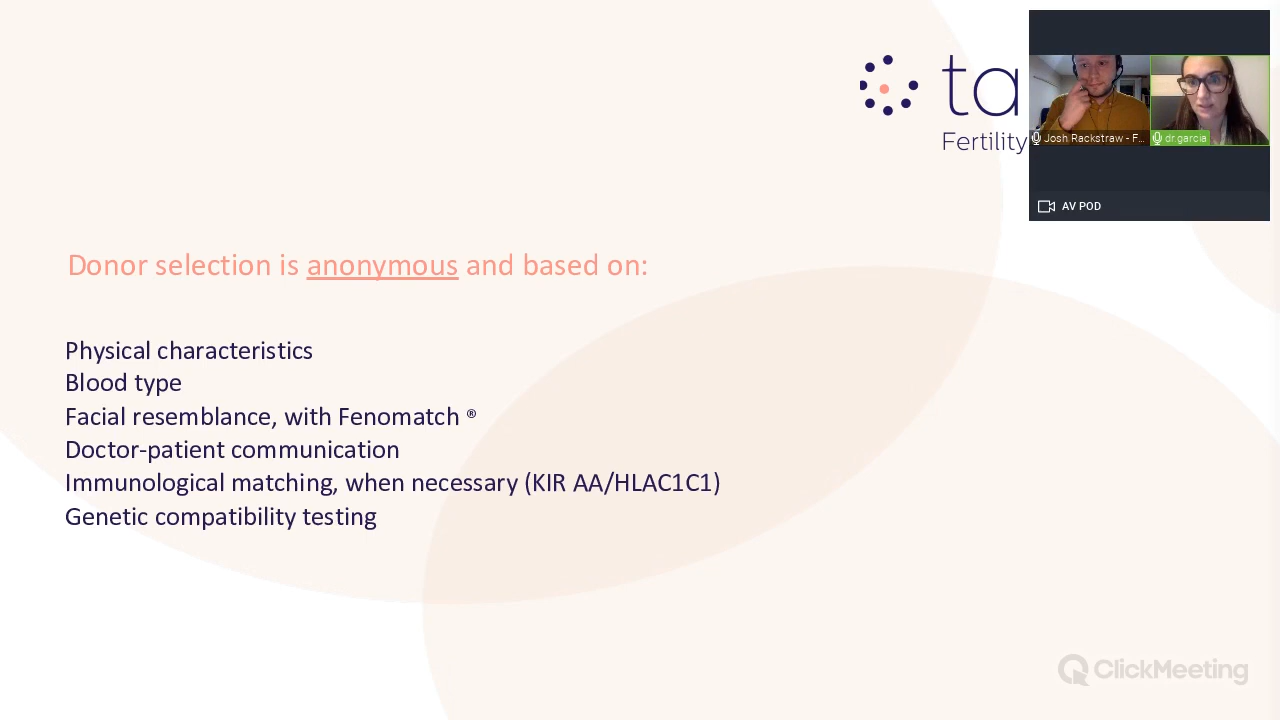 ta
Fertility
Josh Rackstraw - F...
dr.garcia
AV POD
Donor selection is anonymous and based on:
Physical characteristics
Blood type
Facial resemblance, with Fenomatch ®
Doctor-patient communication
Immunological matching, when necessary (KIR AA/HLAC1C1)
Genetic compatibility testing
ClickMeeting